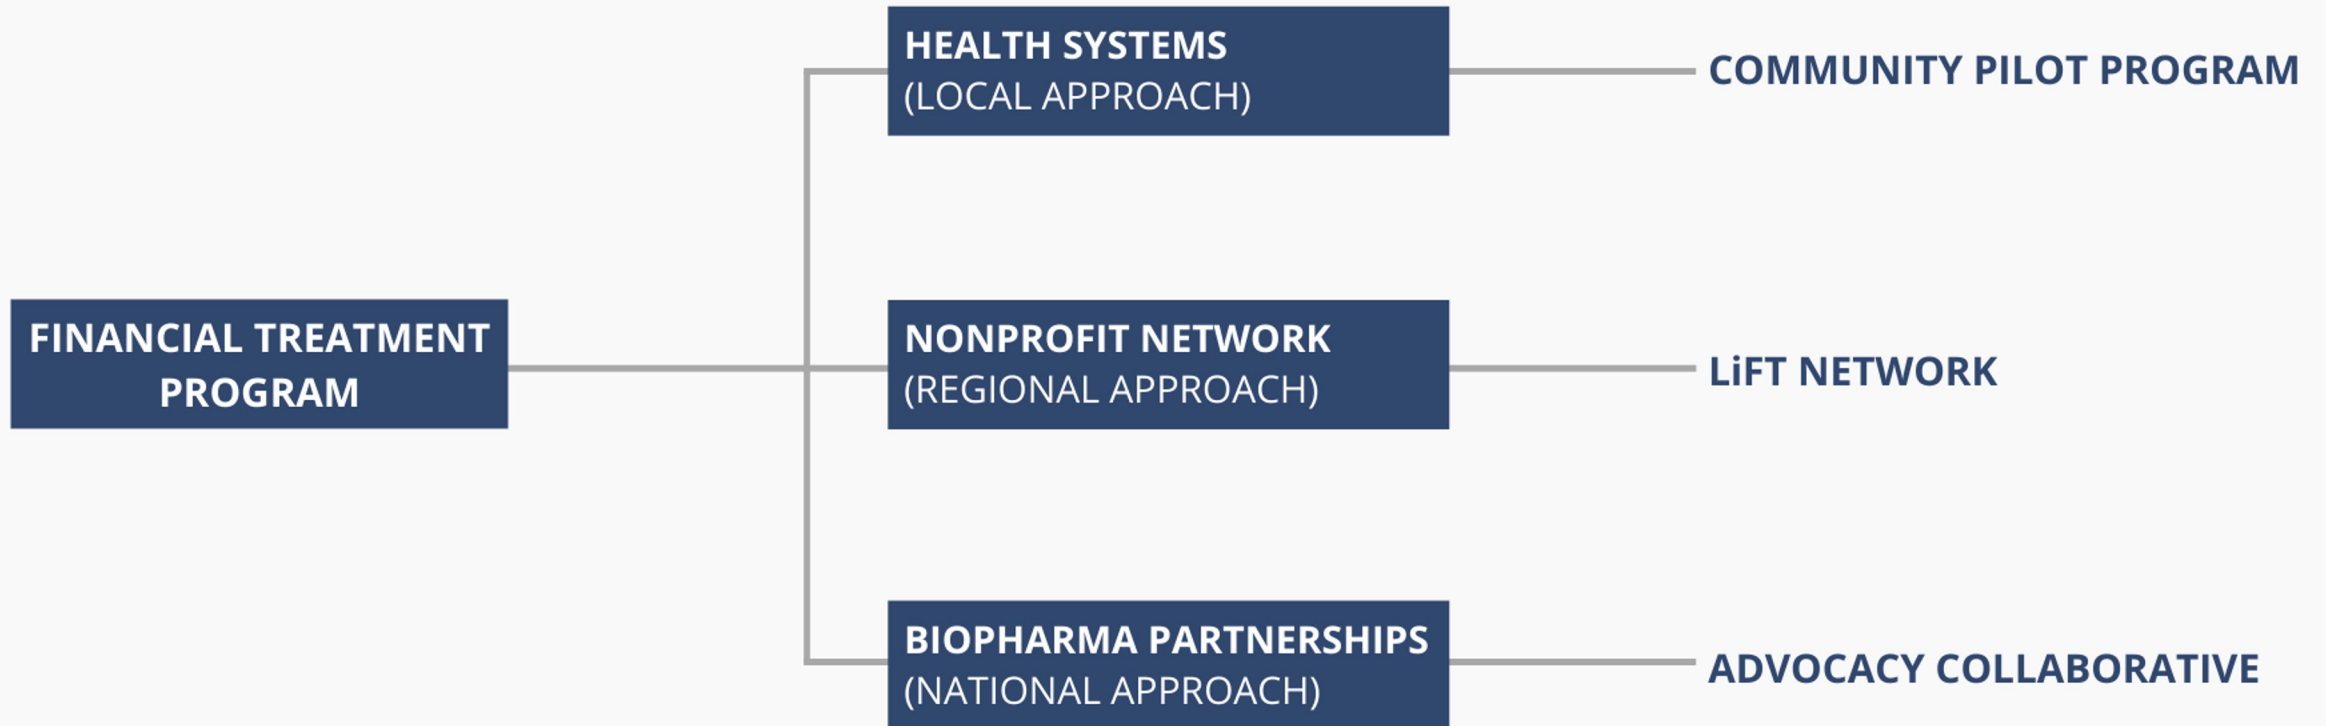 HEALTH SYSTEMS
(LOCAL APPROACH)
COMMUNITY PILOT PROGRAM
FINANCIAL TREATMENT
PROGRAM
NONPROFIT NETWORK
(REGIONAL APPROACH)
LiFT NETWORK
BIOPHARMA PARTNERSHIPS
(NATIONAL APPROACH)
ADVOCACY COLLABORATIVE